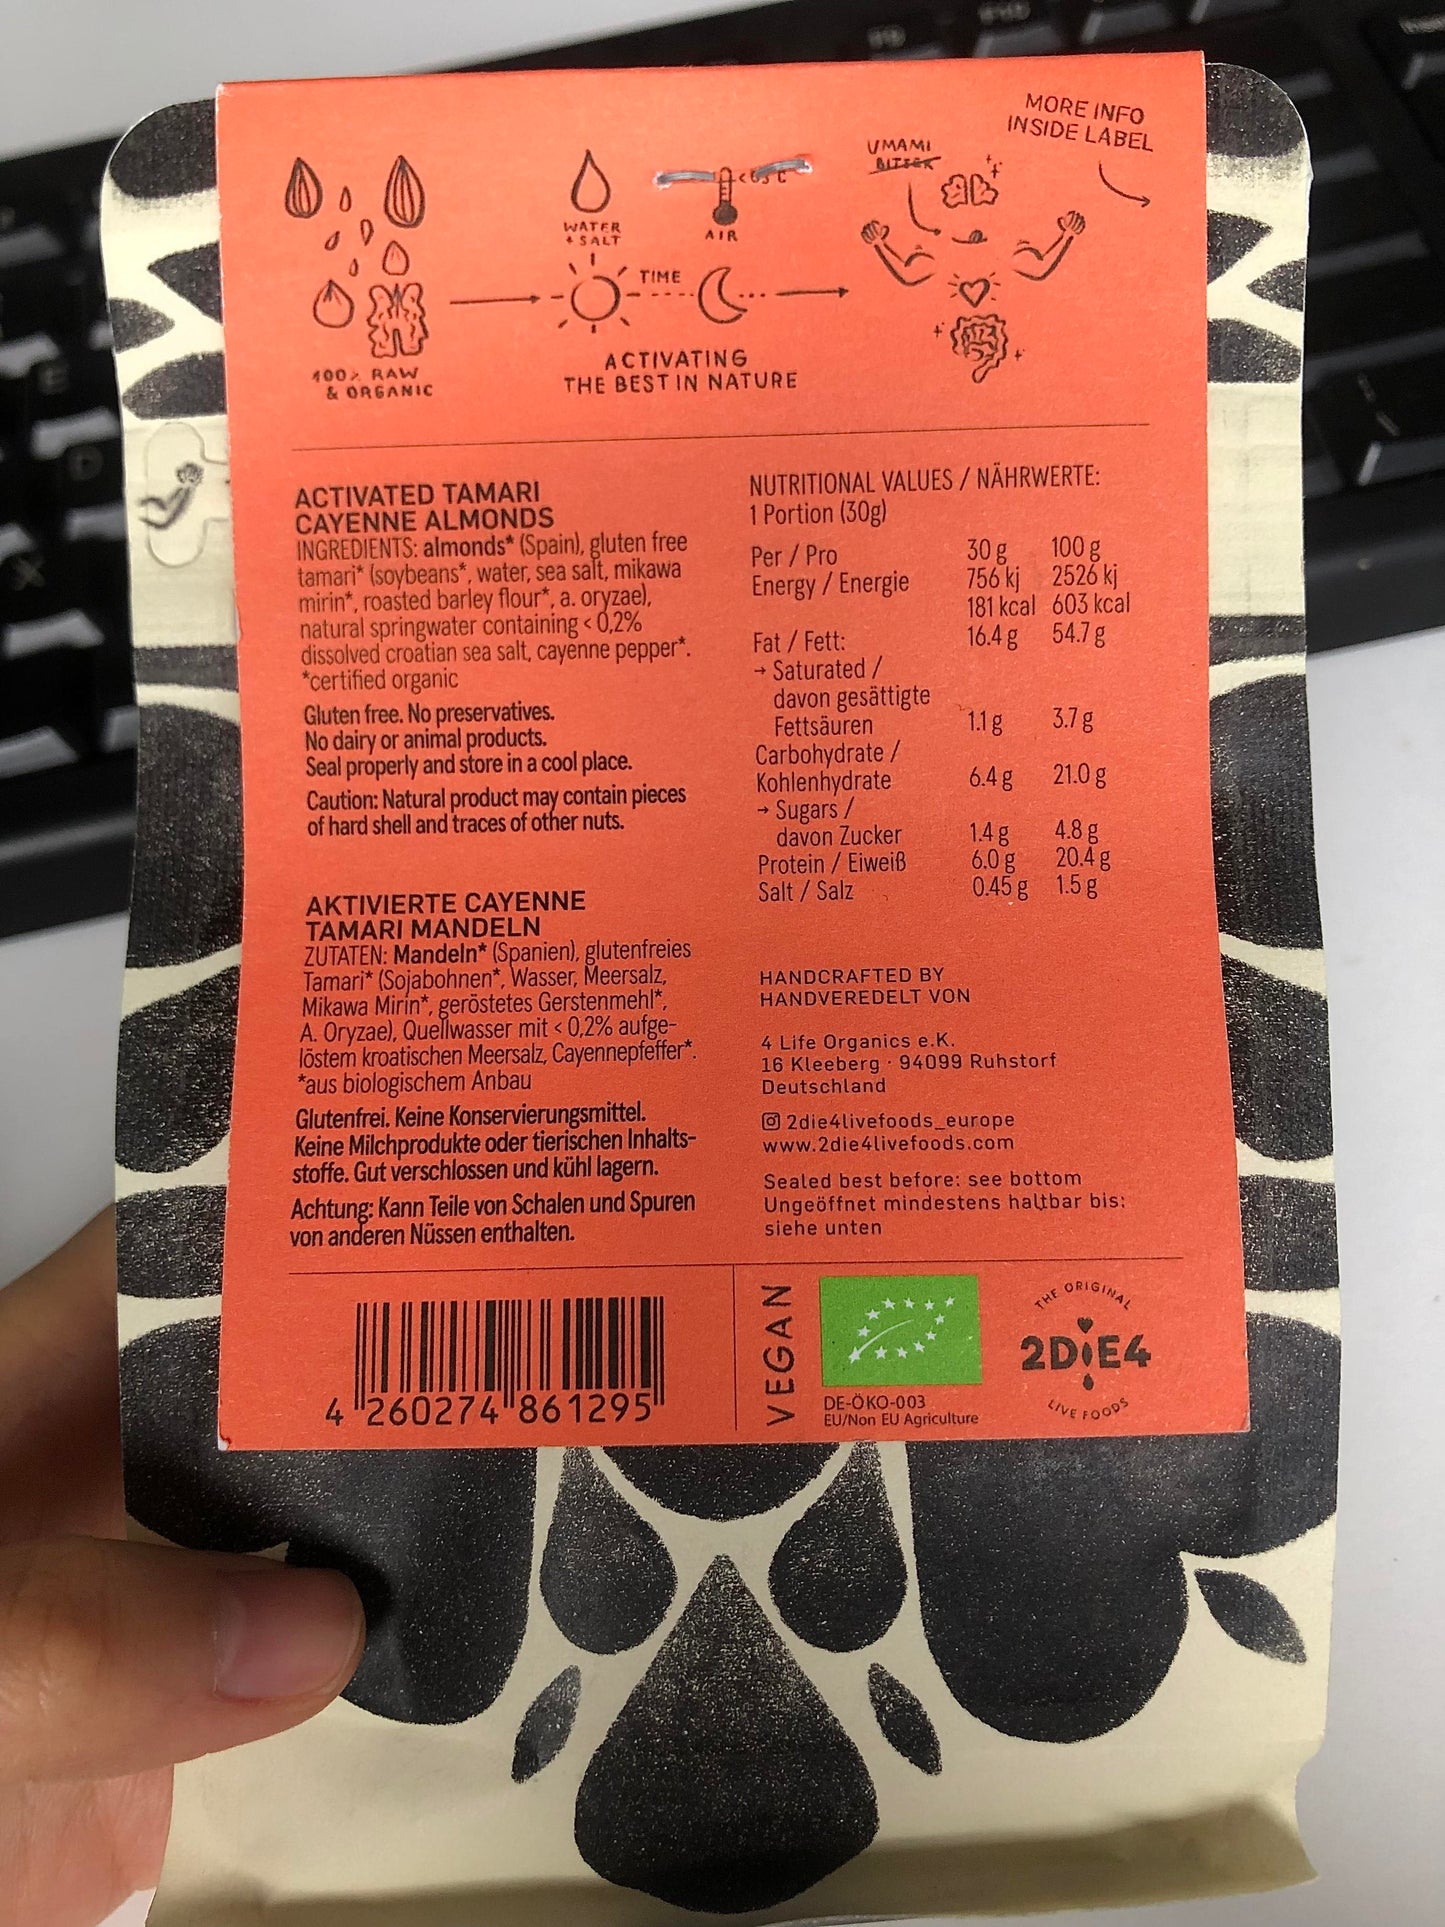 MORE INFO
INSIDE LABEL
UMAMI
BITTER
<65°C
WATER
+ SALT
AIR
TIME
100% RAW
& ORGANIC
ACTIVATING
THE BEST IN NATURE
ACTIVATED TAMARI
CAYENNE ALMONDS
INGREDIENTS: almonds* (Spain), gluten free
tamari* (soybeans*, water, sea salt, mikawa
mirin*, roasted barley flour*, a. oryzae),
natural springwater containing < 0,2%
dissolved croatian sea salt, cayenne pepper*.
*certified organic
Gluten free. No preservatives.
No dairy or animal products.
Seal properly and store in a cool place.
Caution: Natural product may contain pieces
of hard shell and traces of other nuts.
AKTIVIERTE CAYENNE
TAMARI MANDELN
ZUTATEN: Mandeln* (Spanien), glutenfreies
Tamari* (Sojabohnen*, Wasser, Meersalz,
Mikawa Mirin*, geröstetes Gerstenmehl*,
A. Oryzae), Quellwasser mit < 0,2% aufge-
löstem kroatischen Meersalz, Cayennepfeffer*.
*aus biologischem Anbau
Glutenfrei. Keine Konservierungsmittel.
Keine Milchprodukte oder tierischen Inhalts-
stoffe. Gut verschlossen und kühl lagern.
Achtung: Kann Teile von Schalen und Spuren
von anderen Nüssen enthalten.
NUTRITIONAL VALUES / NÄHRWERTE:
1 Portion (30g)
Per / Pro 30 g 100 g
Energy / Energie 756 kj 2526 kj
181 kcal 603 kcal
Fat / Fett: 16.4 g 54.7 g
→ Saturated /
davon gesättigte
Fettsäuren 1.1 g 3.7 g
Carbohydrate /
Kohlenhydrate 6.4 g 21.0 g
→ Sugars /
davon Zucker 1.4 g 4.8 g
Protein / Eiweiß 6.0 g 20.4 g
Salt / Salz 0.45 g 1.5 g
HANDCRAFTED BY
HANDVEREDELT VON
4 Life Organics e.K.
16 Kleeberg · 94099 Ruhstorf
Deutschland
2die4livefoods_europe
www.2die4livefoods.com
Sealed best before: see bottom
Ungeöffnet mindestens haltbar bis:
siehe unten
4 260274 861295
VEGAN
DE-ÖKO-003
EU/Non EU Agriculture
THE ORIGINAL
2DiE4
LIVE FOODS